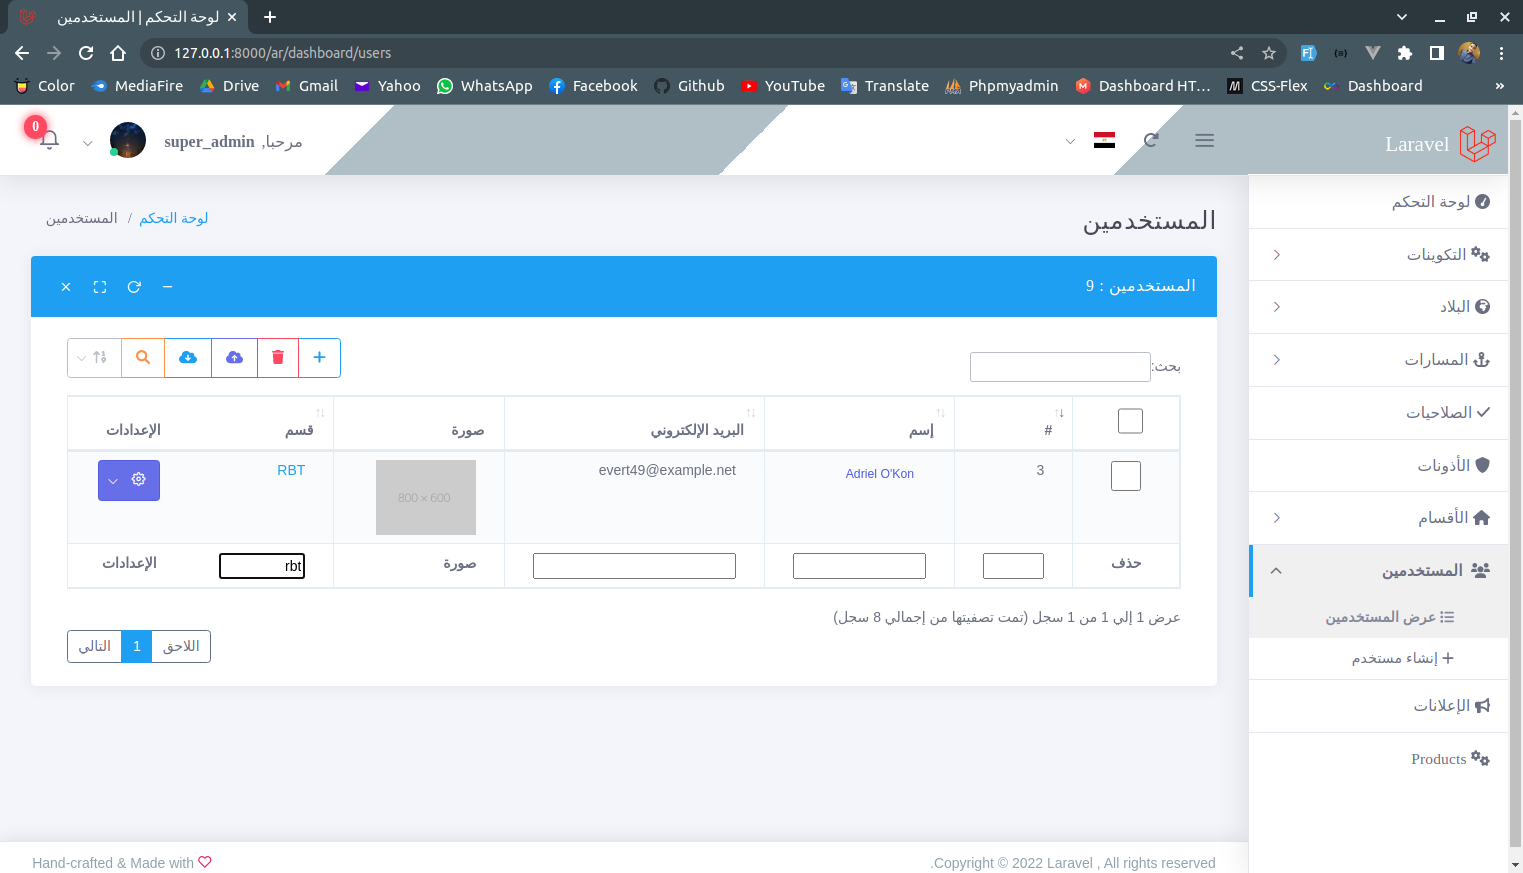 لوحة التحكم | المستخدمين
127.0.0.1:8000/ar/dashboard/users
Color MediaFire Drive Gmail Yahoo WhatsApp Facebook Github YouTube Translate Phpmyadmin Dashboard HT… CSS-Flex Dashboard »
Laravel
مرحبا, super_admin
0
لوحة التحكم
التكوينات
البلاد
المسارات
الصلاحيات
الأذونات
الأقسام
المستخدمين
عرض المستخدمين
إنشاء مستخدم
الإعلانات
Products
المستخدمين
لوحة التحكم / المستخدمين
المستخدمين : 9
بحث:
# إسم البريد الإلكتروني صورة قسم الإعدادات
3 Adriel O'Kon evert49@example.net 800 × 600 RBT
حذف صورة rbt الإعدادات
عرض 1 إلي 1 من 1 سجل (تمت تصفيتها من إجمالي 8 سجل)
اللاحق 1 التالي
Copyright © 2022 Laravel , All rights reserved.
Hand-crafted & Made with